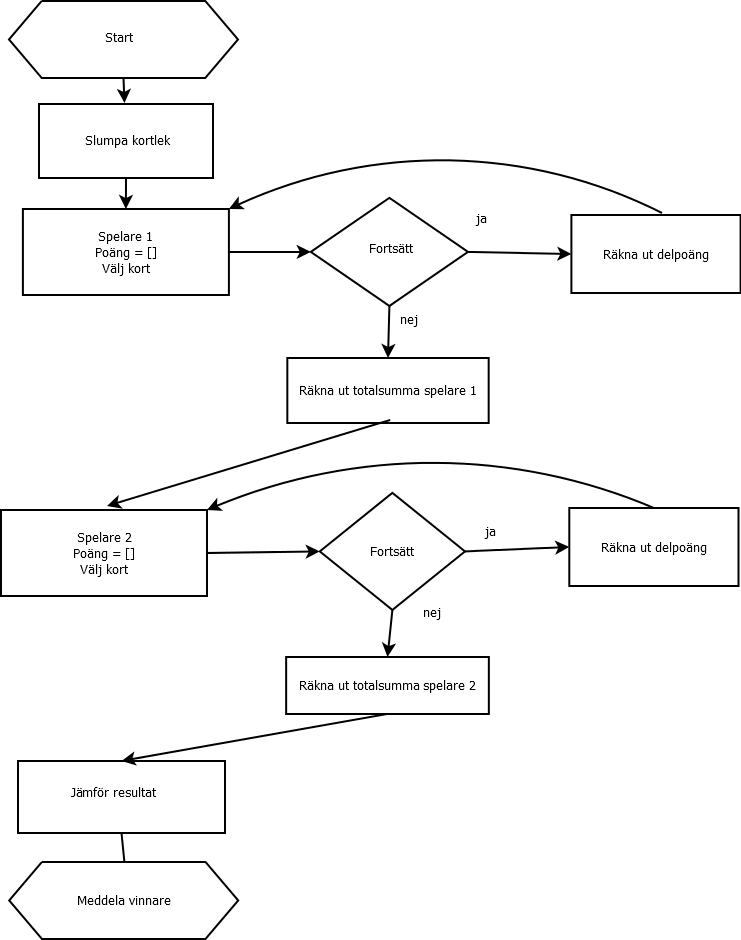 Start
Slumpa kortlek
Spelare 1
Poäng = []
Välj kort
Fortsätt
ja
Räkna ut delpoäng
nej
Räkna ut totalsumma spelare 1
Spelare 2
Poäng = []
Välj kort
Fortsätt
ja
Räkna ut delpoäng
nej
Räkna ut totalsumma spelare 2
Jämför resultat
Meddela vinnare